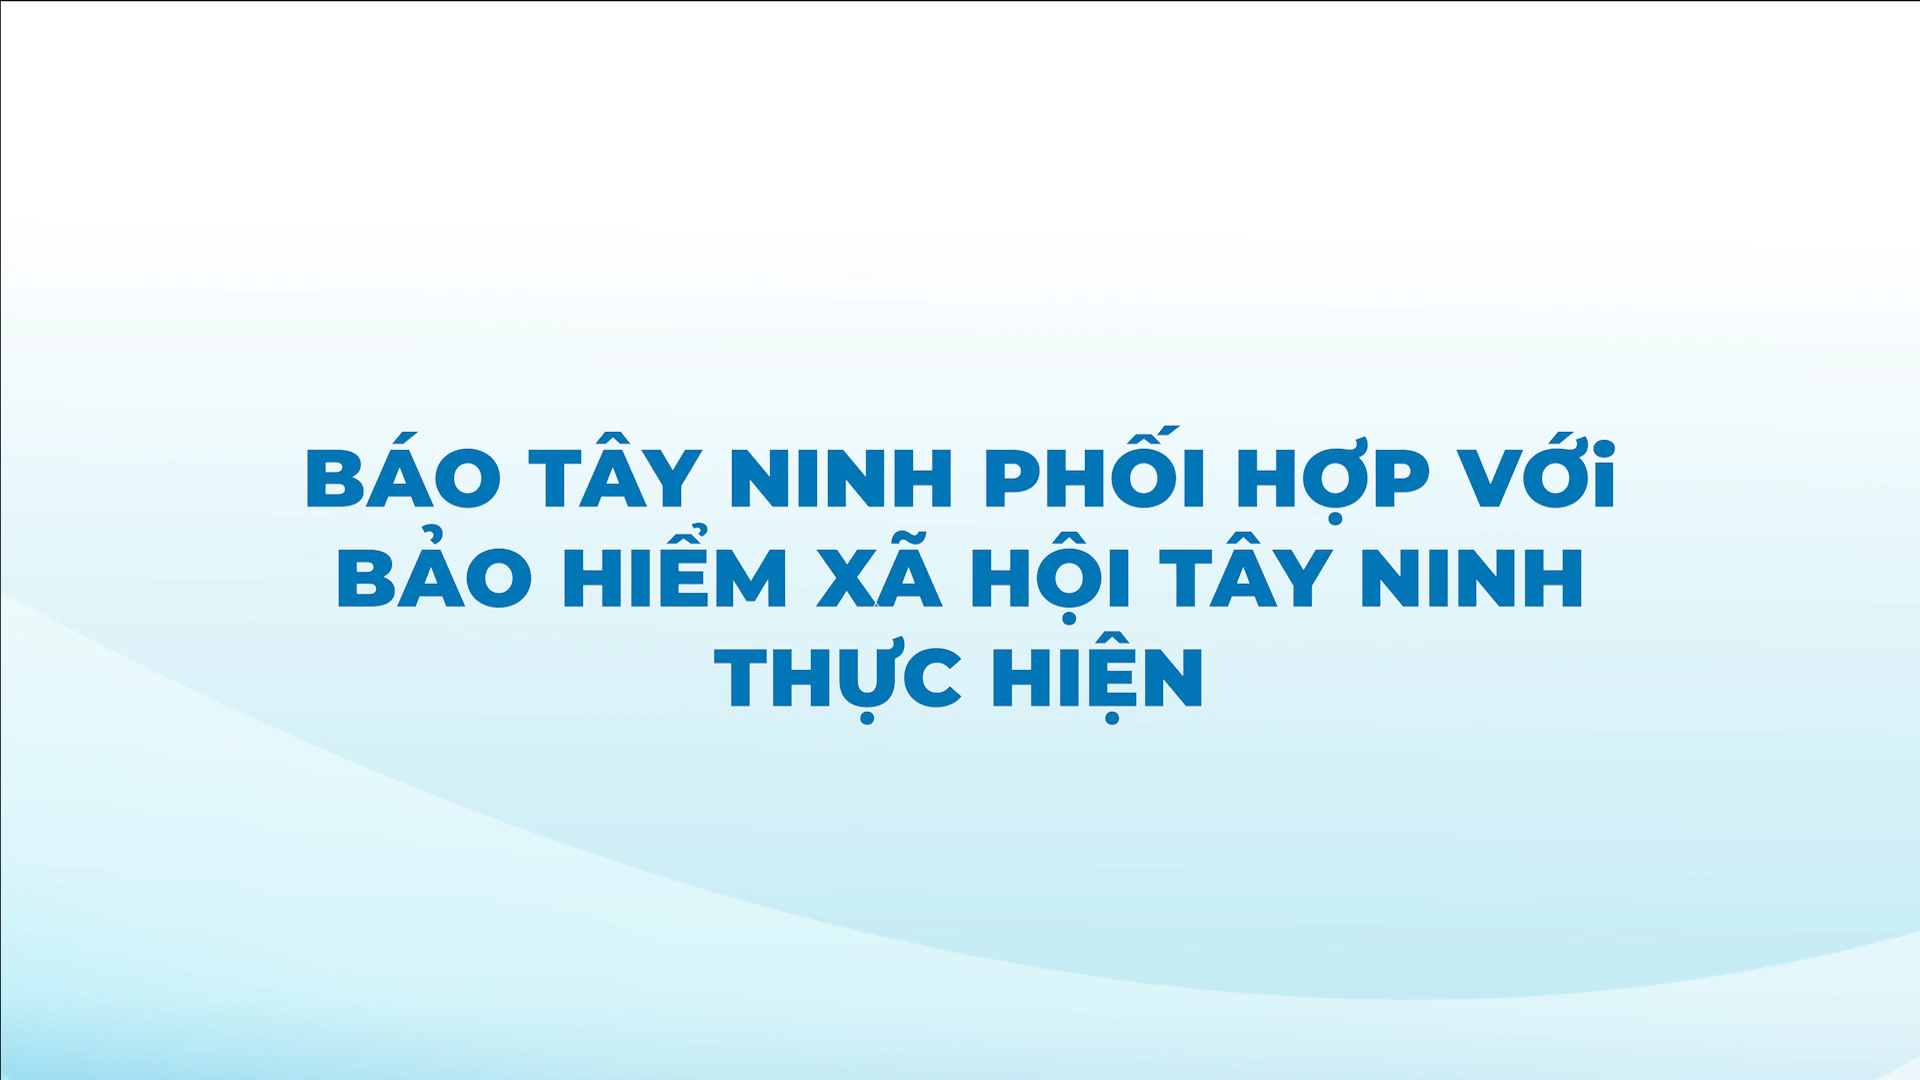 BÁO TÂY NINH PHỐI HỢP VỚi
BẢO HIỂM XÃ HỘI TÂY NINH
THỰC HIỆN